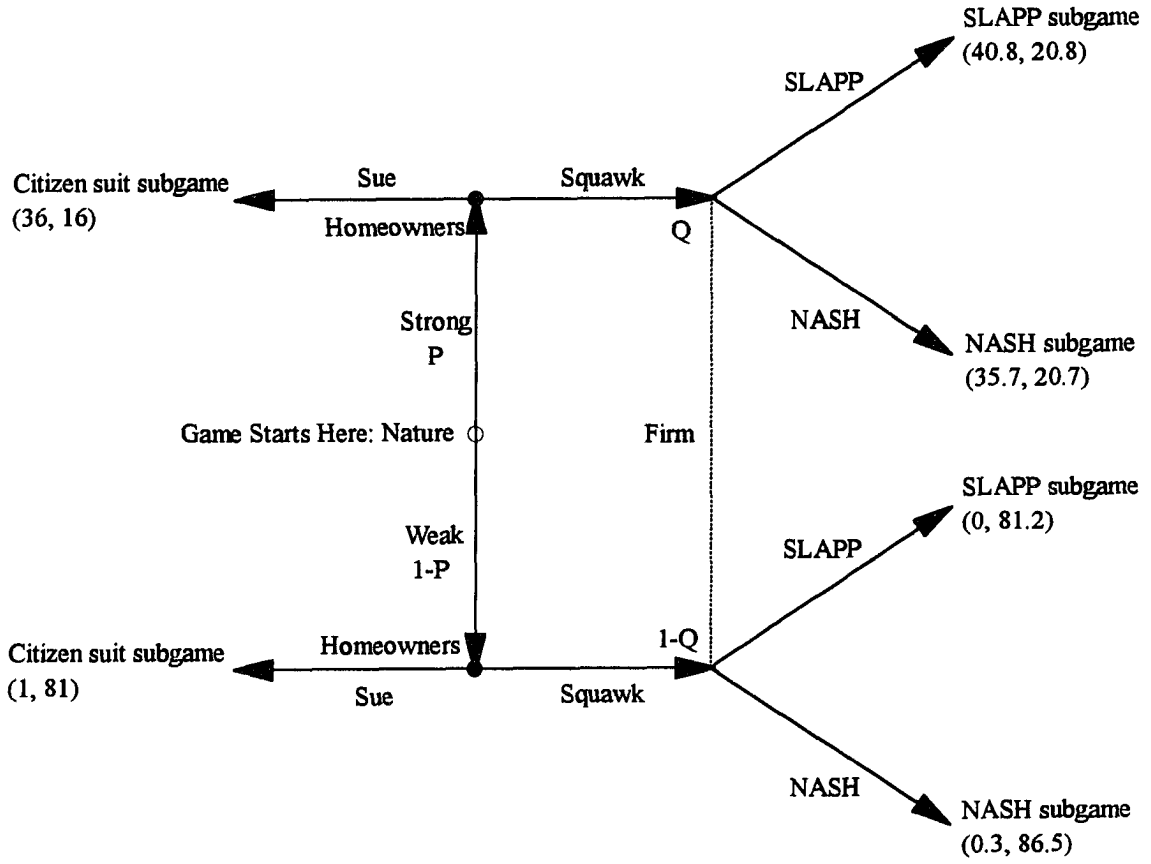 SLAPP subgame
(40.8, 20.8)
SLAPP
Citizen suit subgame
(36, 16)
Sue
Squawk
Homeowners
Q
NASH
NASH subgame
(35.7, 20.7)
Strong
P
Game Starts Here: Nature
Firm
SLAPP subgame
(0, 81.2)
SLAPP
Weak
1-P
Citizen suit subgame
(1, 81)
Homeowners
1-Q
Sue
Squawk
NASH
NASH subgame
(0.3, 86.5)